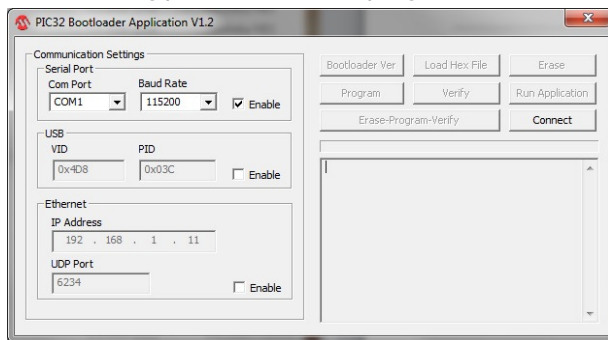 PIC32 Bootloader Application V1.2
Communication Settings
Serial Port
Com Port Baud Rate
COM1 115200 Enable
USB
VID PID
0x4D8 0x03C Enable
Ethernet
IP Address
192 . 168 . 1 . 11
UDP Port
6234 Enable
Bootloader Ver Load Hex File Erase
Program Verify Run Application
Erase-Program-Verify Connect